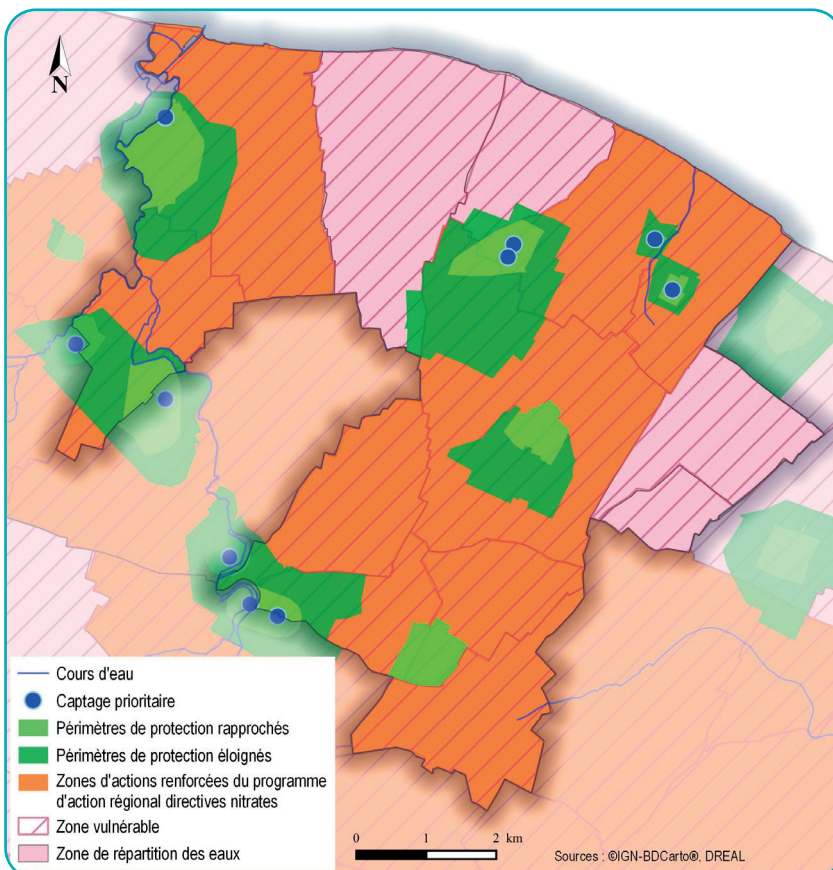 N
Cours d'eau
Captage prioritaire
Périmètres de protection rapprochés
Périmètres de protection éloignés
Zones d'actions renforcées du programme
d'action régional directives nitrates
Zone vulnérable
Zone de répartition des eaux
0 1 2 km
Sources : ©IGN-BDCarto®, DREAL